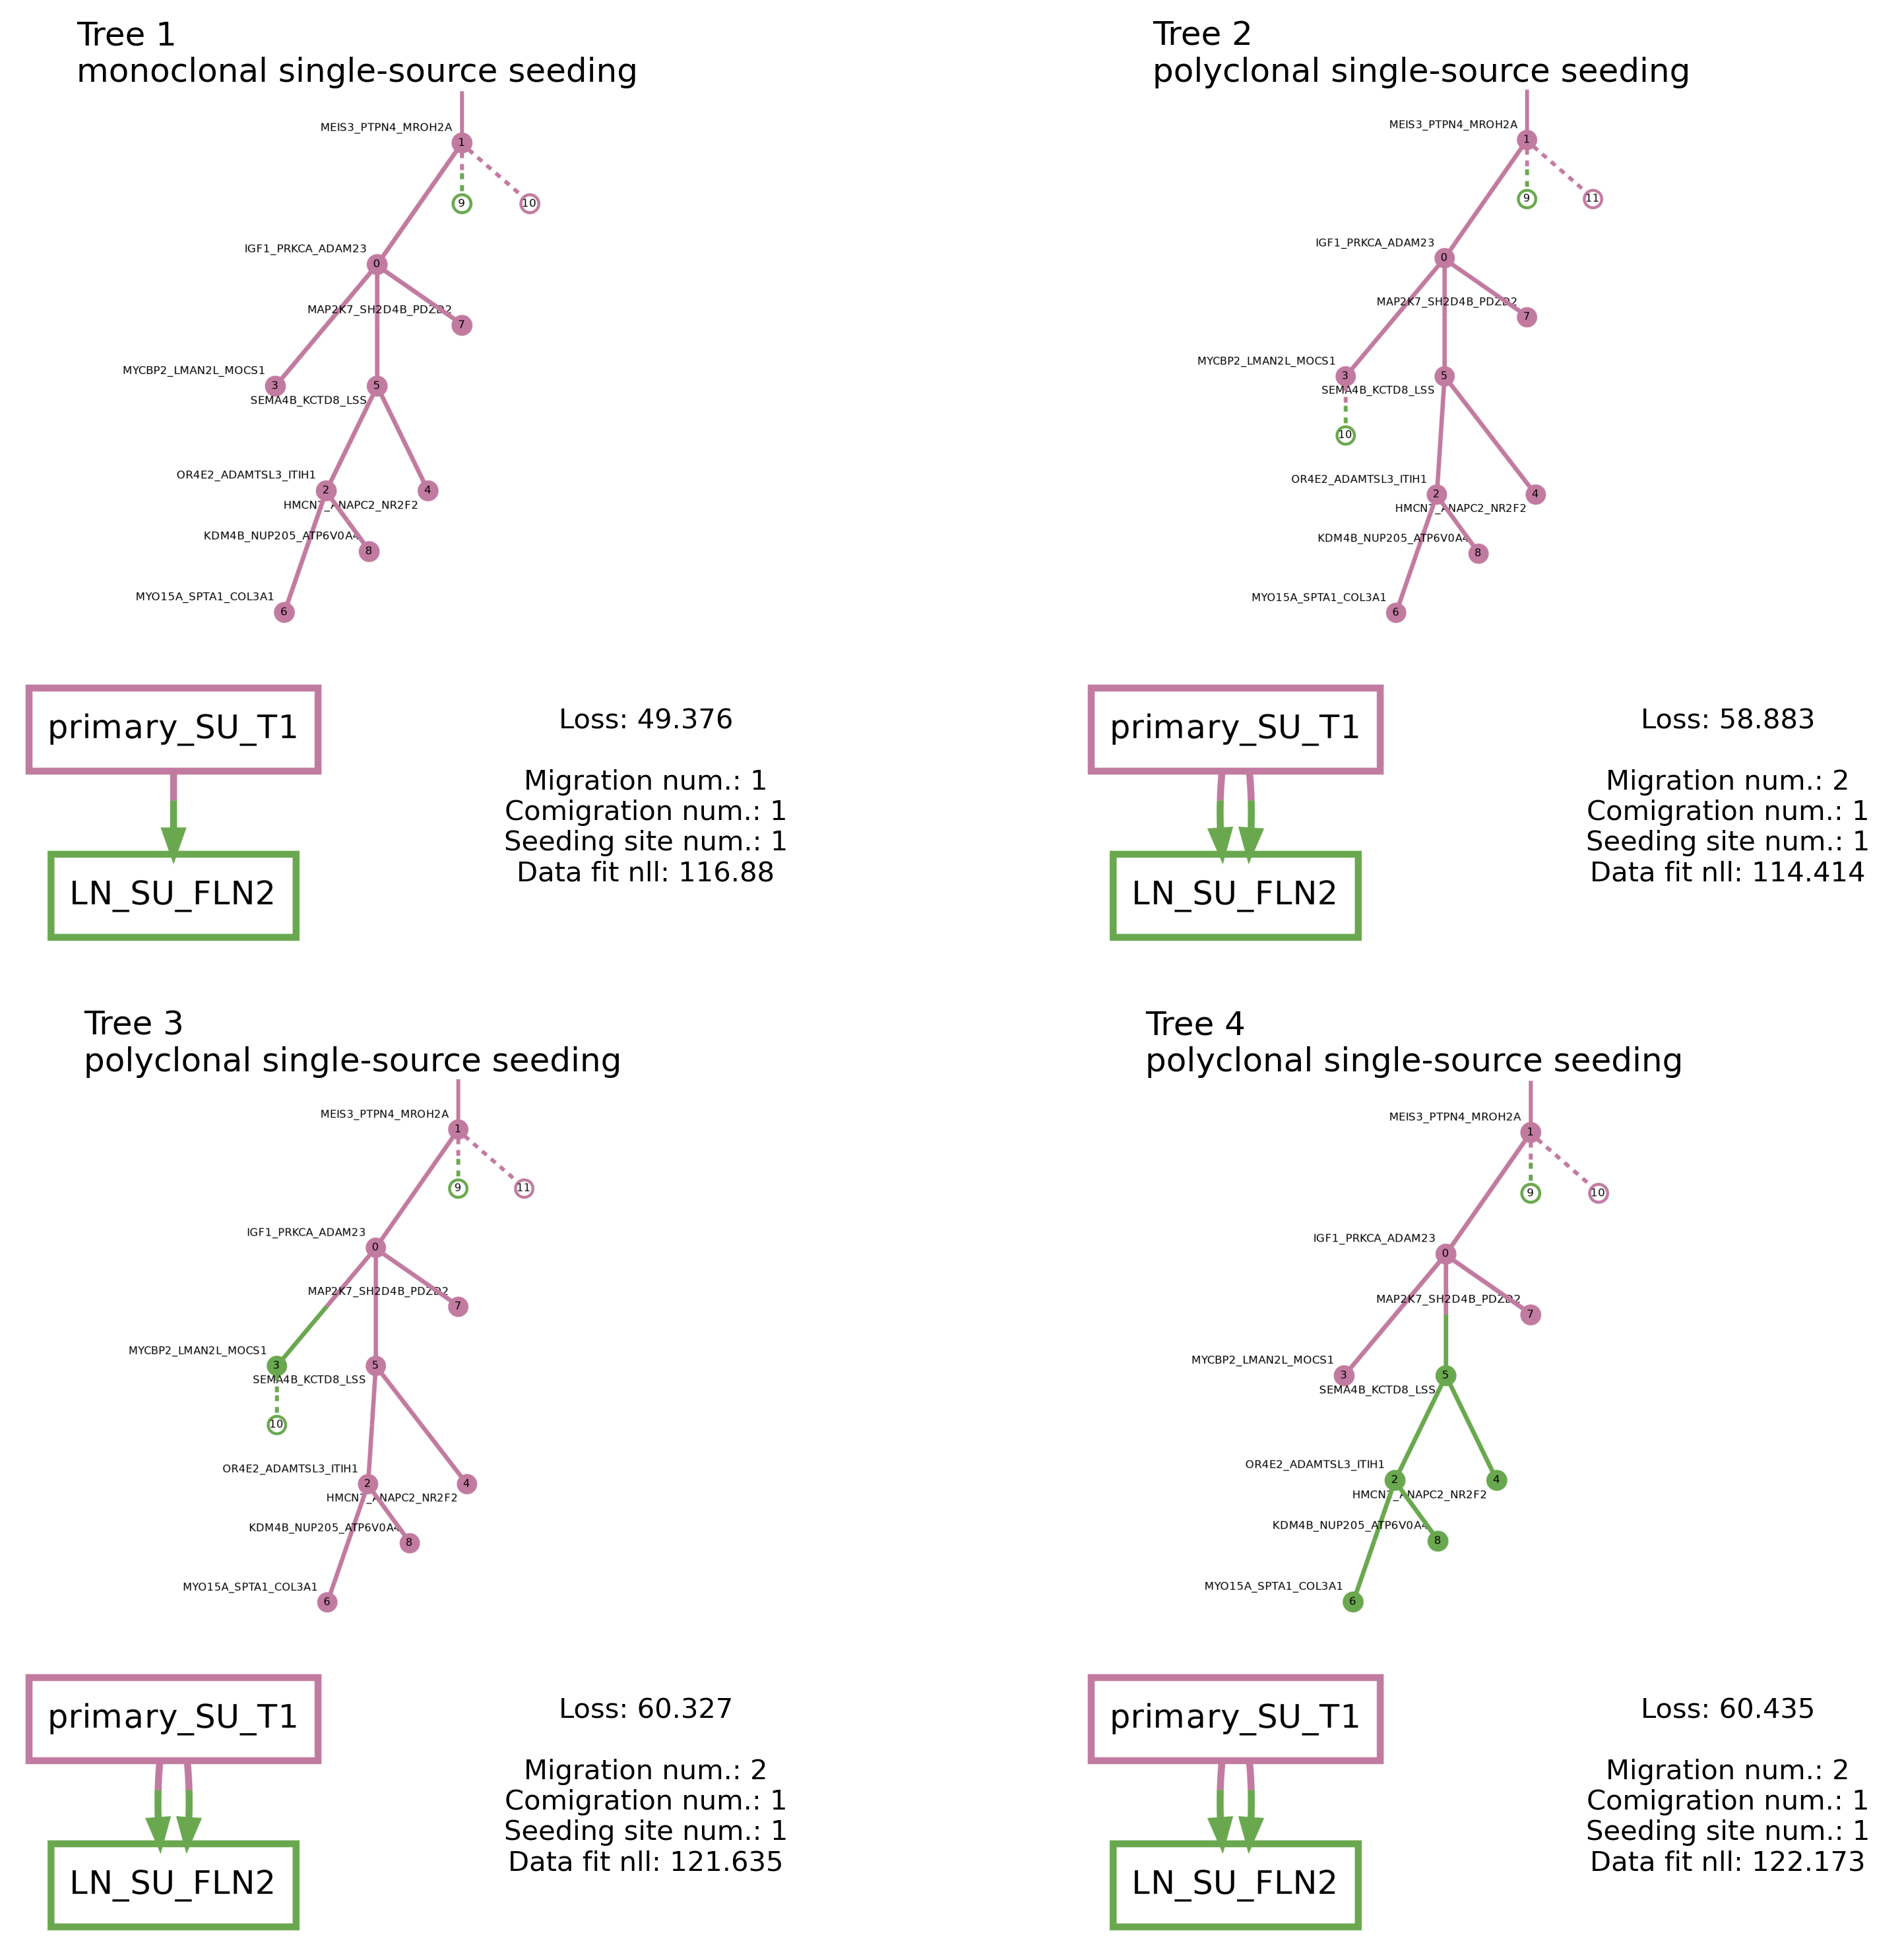 Tree 1
monoclonal single-source seeding
MEIS3_PTPN4_MROH2A
1
9
10
IGF1_PRKCA_ADAM23
0
MAP2K7_SH2D4B_PDZD2
7
MYCBP2_LMAN2L_MOCS1
3
5
SEMA4B_KCTD8_LSS
OR4E2_ADAMTSL3_ITIH1
2
4
HMCN1_ANAPC2_NR2F2
KDM4B_NUP205_ATP6V0A4
8
MYO15A_SPTA1_COL3A1
6
primary_SU_T1
LN_SU_FLN2
Loss: 49.376
Migration num.: 1
Comigration num.: 1
Seeding site num.: 1
Data fit nll: 116.88
Tree 2
polyclonal single-source seeding
MEIS3_PTPN4_MROH2A
1
9
11
IGF1_PRKCA_ADAM23
0
MAP2K7_SH2D4B_PDZD2
7
MYCBP2_LMAN2L_MOCS1
3
5
SEMA4B_KCTD8_LSS
10
OR4E2_ADAMTSL3_ITIH1
2
4
HMCN1_ANAPC2_NR2F2
KDM4B_NUP205_ATP6V0A4
8
MYO15A_SPTA1_COL3A1
6
primary_SU_T1
LN_SU_FLN2
Loss: 58.883
Migration num.: 2
Comigration num.: 1
Seeding site num.: 1
Data fit nll: 114.414
Tree 3
polyclonal single-source seeding
MEIS3_PTPN4_MROH2A
1
9
11
IGF1_PRKCA_ADAM23
0
MAP2K7_SH2D4B_PDZD2
7
MYCBP2_LMAN2L_MOCS1
3
5
SEMA4B_KCTD8_LSS
10
OR4E2_ADAMTSL3_ITIH1
2
4
HMCN1_ANAPC2_NR2F2
KDM4B_NUP205_ATP6V0A4
8
MYO15A_SPTA1_COL3A1
6
primary_SU_T1
LN_SU_FLN2
Loss: 60.327
Migration num.: 2
Comigration num.: 1
Seeding site num.: 1
Data fit nll: 121.635
Tree 4
polyclonal single-source seeding
MEIS3_PTPN4_MROH2A
1
9
10
IGF1_PRKCA_ADAM23
0
MAP2K7_SH2D4B_PDZD2
7
MYCBP2_LMAN2L_MOCS1
3
5
SEMA4B_KCTD8_LSS
OR4E2_ADAMTSL3_ITIH1
2
4
HMCN1_ANAPC2_NR2F2
KDM4B_NUP205_ATP6V0A4
8
MYO15A_SPTA1_COL3A1
6
primary_SU_T1
LN_SU_FLN2
Loss: 60.435
Migration num.: 2
Comigration num.: 1
Seeding site num.: 1
Data fit nll: 122.173